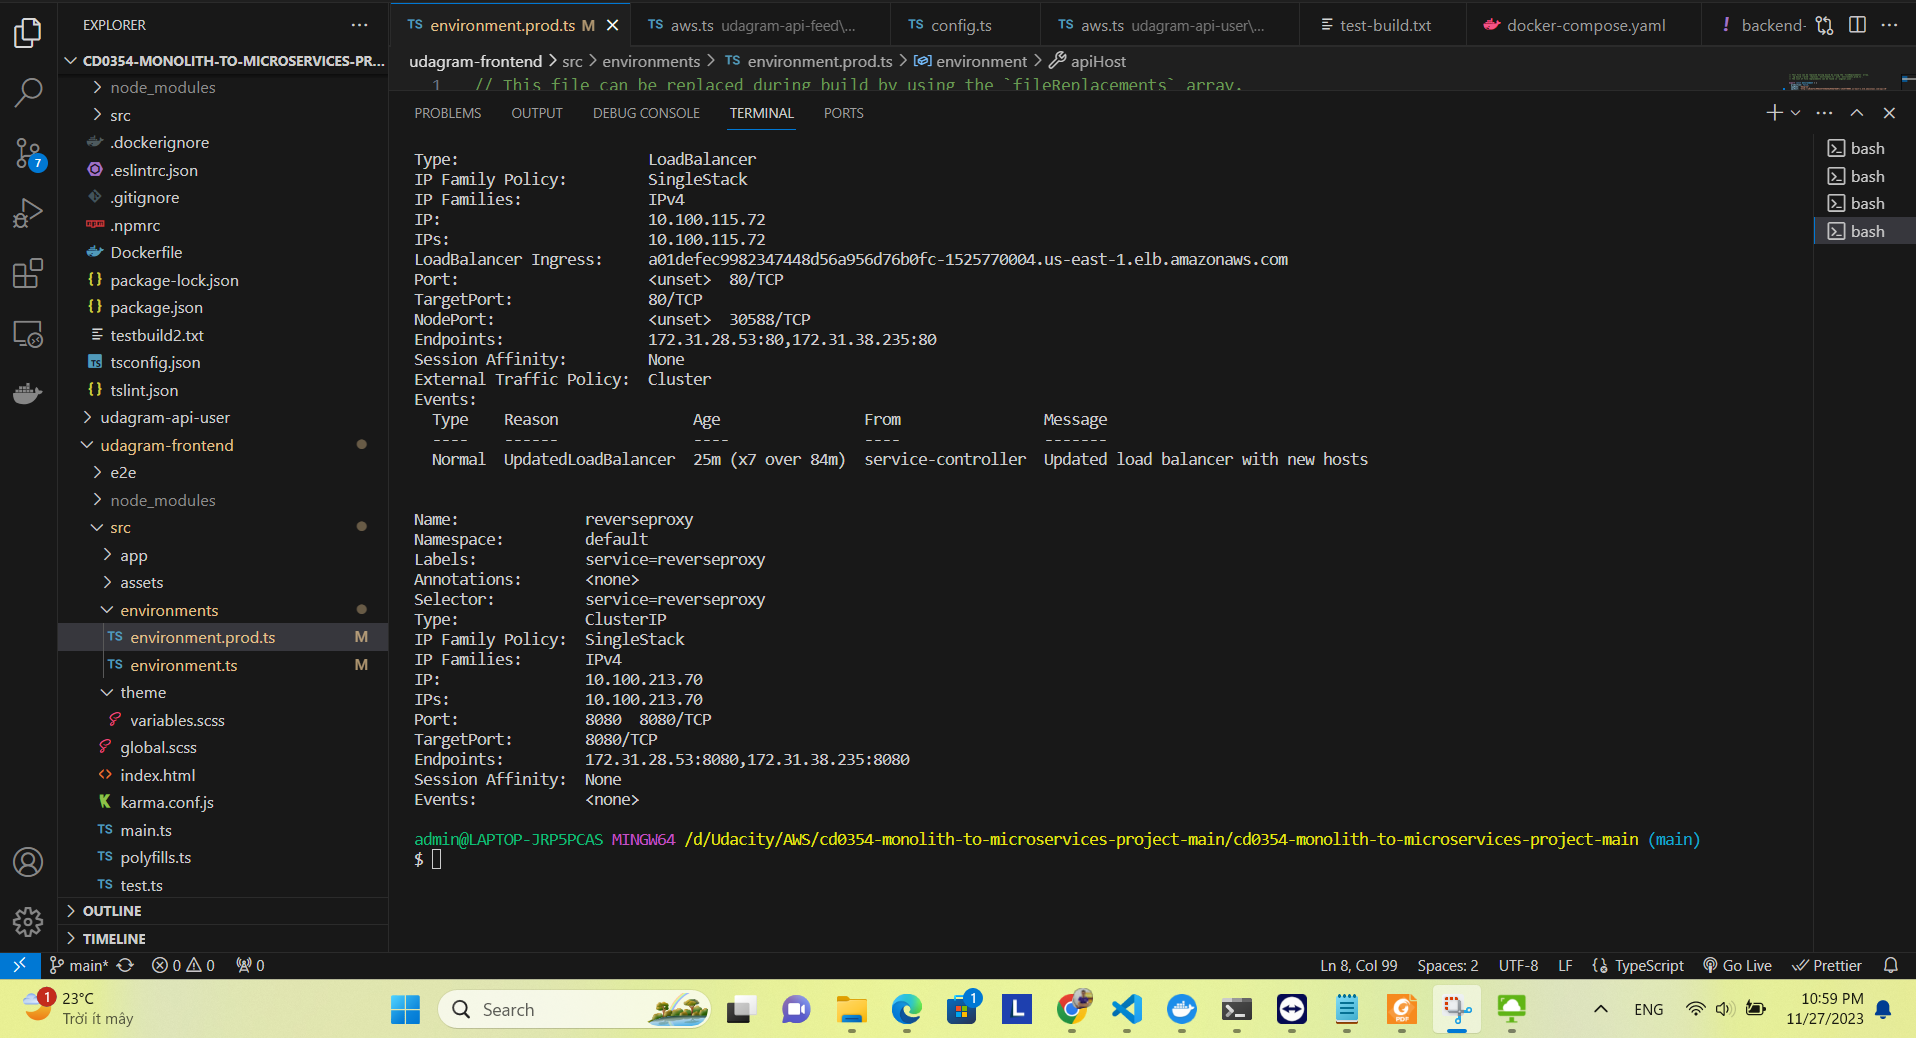 EXPLORER
CD0354-MONOLITH-TO-MICROSERVICES-PR...
node_modules
src
.dockerignore
.eslintrc.json
.gitignore
.npmrc
Dockerfile
package-lock.json
package.json
testbuild2.txt
tsconfig.json
tslint.json
udagram-api-user
udagram-frontend
e2e
node_modules
src
app
assets
environments
TS environment.prod.ts M
TS environment.ts M
theme
variables.scss
global.scss
index.html
karma.conf.js
TS main.ts
TS polyfills.ts
TS test.ts
OUTLINE
TIMELINE
7
TS environment.prod.ts M TS aws.ts udagram-api-feed\... TS config.ts TS aws.ts udagram-api-user\... test-build.txt docker-compose.yaml ! backend-
udagram-frontend > src > environments > TS environment.prod.ts > environment > apiHost
1 // This file can be replaced during build by using the `fileReplacements` array.
PROBLEMS OUTPUT DEBUG CONSOLE TERMINAL PORTS
Type: LoadBalancer
IP Family Policy: SingleStack
IP Families: IPv4
IP: 10.100.115.72
IPs: 10.100.115.72
LoadBalancer Ingress: a01defec9982347448d56a956d76b0fc-1525770004.us-east-1.elb.amazonaws.com
Port: <unset> 80/TCP
TargetPort: 80/TCP
NodePort: <unset> 30588/TCP
Endpoints: 172.31.28.53:80,172.31.38.235:80
Session Affinity: None
External Traffic Policy: Cluster
Events:
Type Reason Age From Message
---- ------ ---- ---- -------
Normal UpdatedLoadBalancer 25m (x7 over 84m) service-controller Updated load balancer with new hosts
Name: reverseproxy
Namespace: default
Labels: service=reverseproxy
Annotations: <none>
Selector: service=reverseproxy
Type: ClusterIP
IP Family Policy: SingleStack
IP Families: IPv4
IP: 10.100.213.70
IPs: 10.100.213.70
Port: 8080 8080/TCP
TargetPort: 8080/TCP
Endpoints: 172.31.28.53:8080,172.31.38.235:8080
Session Affinity: None
Events: <none>
admin@LAPTOP-JRP5PCAS MINGW64 /d/Udacity/AWS/cd0354-monolith-to-microservices-project-main/cd0354-monolith-to-microservices-project-main (main)
$
bash
bash
bash
bash
main* 0 0 0 Ln 8, Col 99 Spaces: 2 UTF-8 LF TypeScript Go Live Prettier
1 23°C
Trời ít mây
Search
1
L
PDF
ENG
10:59 PM
11/27/2023